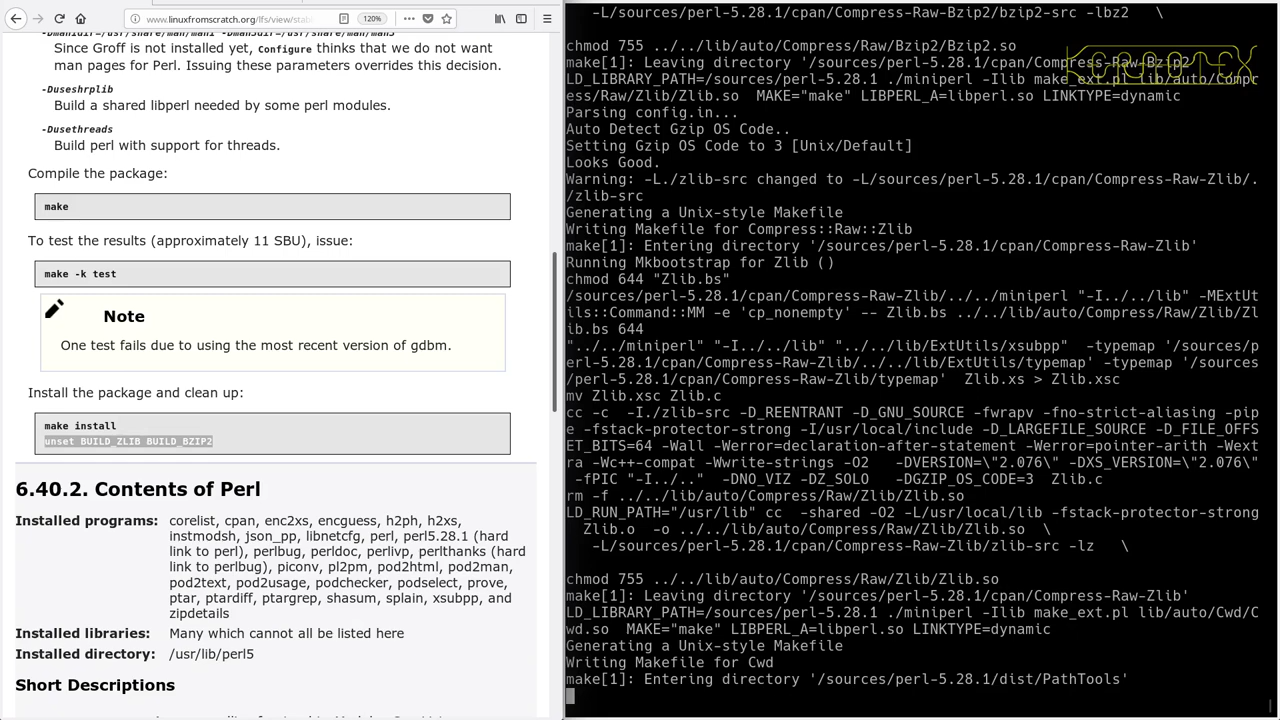 www.linuxfromscratch.org/lfs/view/stab
120%
-Dman1dir=/usr/share/man/man1 -Dman3dir=/usr/share/man/man3
Since Groff is not installed yet, Configure thinks that we do not want
man pages for Perl. Issuing these parameters overrides this decision.
-Duseshrplib
Build a shared libperl needed by some perl modules.
-Dusethreads
Build perl with support for threads.
Compile the package:
make
To test the results (approximately 11 SBU), issue:
make -k test
Note
One test fails due to using the most recent version of gdbm.
Install the package and clean up:
make install
unset BUILD_ZLIB BUILD_BZIP2
6.40.2. Contents of Perl
Installed programs: corelist, cpan, enc2xs, encguess, h2ph, h2xs,
instmodsh, json_pp, libnetcfg, perl, perl5.28.1 (hard
link to perl), perlbug, perldoc, perlivp, perlthanks (hard
link to perlbug), piconv, pl2pm, pod2html, pod2man,
pod2text, pod2usage, podchecker, podselect, prove,
ptar, ptardiff, ptargrep, shasum, splain, xsubpp, and
zipdetails
Installed libraries: Many which cannot all be listed here
Installed directory: /usr/lib/perl5
Short Descriptions
-L/sources/perl-5.28.1/cpan/Compress-Raw-Bzip2/bzip2-src -lbz2 \
chmod 755 ../../lib/auto/Compress/Raw/Bzip2/Bzip2.so
make[1]: Leaving directory '/sources/perl-5.28.1/cpan/Compress-Raw-Bzip2'
LD_LIBRARY_PATH=/sources/perl-5.28.1 ./miniperl -Ilib make_ext.pl lib/auto/Compr
ess/Raw/Zlib/Zlib.so MAKE="make" LIBPERL_A=libperl.so LINKTYPE=dynamic
Parsing config.in...
Auto Detect Gzip OS Code..
Setting Gzip OS Code to 3 [Unix/Default]
Looks Good.
Warning: -L./zlib-src changed to -L/sources/perl-5.28.1/cpan/Compress-Raw-Zlib/.
/zlib-src
Generating a Unix-style Makefile
Writing Makefile for Compress::Raw::Zlib
make[1]: Entering directory '/sources/perl-5.28.1/cpan/Compress-Raw-Zlib'
Running Mkbootstrap for Zlib ()
chmod 644 "Zlib.bs"
/sources/perl-5.28.1/cpan/Compress-Raw-Zlib/../../miniperl "-I../../lib" -MExtUt
ils::Command::MM -e 'cp_nonempty' -- Zlib.bs ../../lib/auto/Compress/Raw/Zlib/Zl
ib.bs 644
"../../miniperl" "-I../../lib" "../../lib/ExtUtils/xsubpp" -typemap '/sources/p
erl-5.28.1/cpan/Compress-Raw-Zlib/../../lib/ExtUtils/typemap' -typemap '/sources
/perl-5.28.1/cpan/Compress-Raw-Zlib/typemap' Zlib.xs > Zlib.xsc
mv Zlib.xsc Zlib.c
cc -c -I./zlib-src -D_REENTRANT -D_GNU_SOURCE -fwrapv -fno-strict-aliasing -pip
e -fstack-protector-strong -I/usr/local/include -D_LARGEFILE_SOURCE -D_FILE_OFFS
ET_BITS=64 -Wall -Werror=declaration-after-statement -Werror=pointer-arith -Wext
ra -Wc++-compat -Wwrite-strings -O2 -DVERSION=\"2.076\" -DXS_VERSION=\"2.076\"
-fPIC "-I../.." -DNO_VIZ -DZ_SOLO -DGZIP_OS_CODE=3 Zlib.c
rm -f ../../lib/auto/Compress/Raw/Zlib/Zlib.so
LD_RUN_PATH="/usr/lib" cc -shared -O2 -L/usr/local/lib -fstack-protector-strong
Zlib.o -o ../../lib/auto/Compress/Raw/Zlib/Zlib.so \
-L/sources/perl-5.28.1/cpan/Compress-Raw-Zlib/zlib-src -lz \
chmod 755 ../../lib/auto/Compress/Raw/Zlib/Zlib.so
make[1]: Leaving directory '/sources/perl-5.28.1/cpan/Compress-Raw-Zlib'
LD_LIBRARY_PATH=/sources/perl-5.28.1 ./miniperl -Ilib make_ext.pl lib/auto/Cwd/C
wd.so MAKE="make" LIBPERL_A=libperl.so LINKTYPE=dynamic
Generating a Unix-style Makefile
Writing Makefile for Cwd
make[1]: Entering directory '/sources/perl-5.28.1/dist/PathTools'